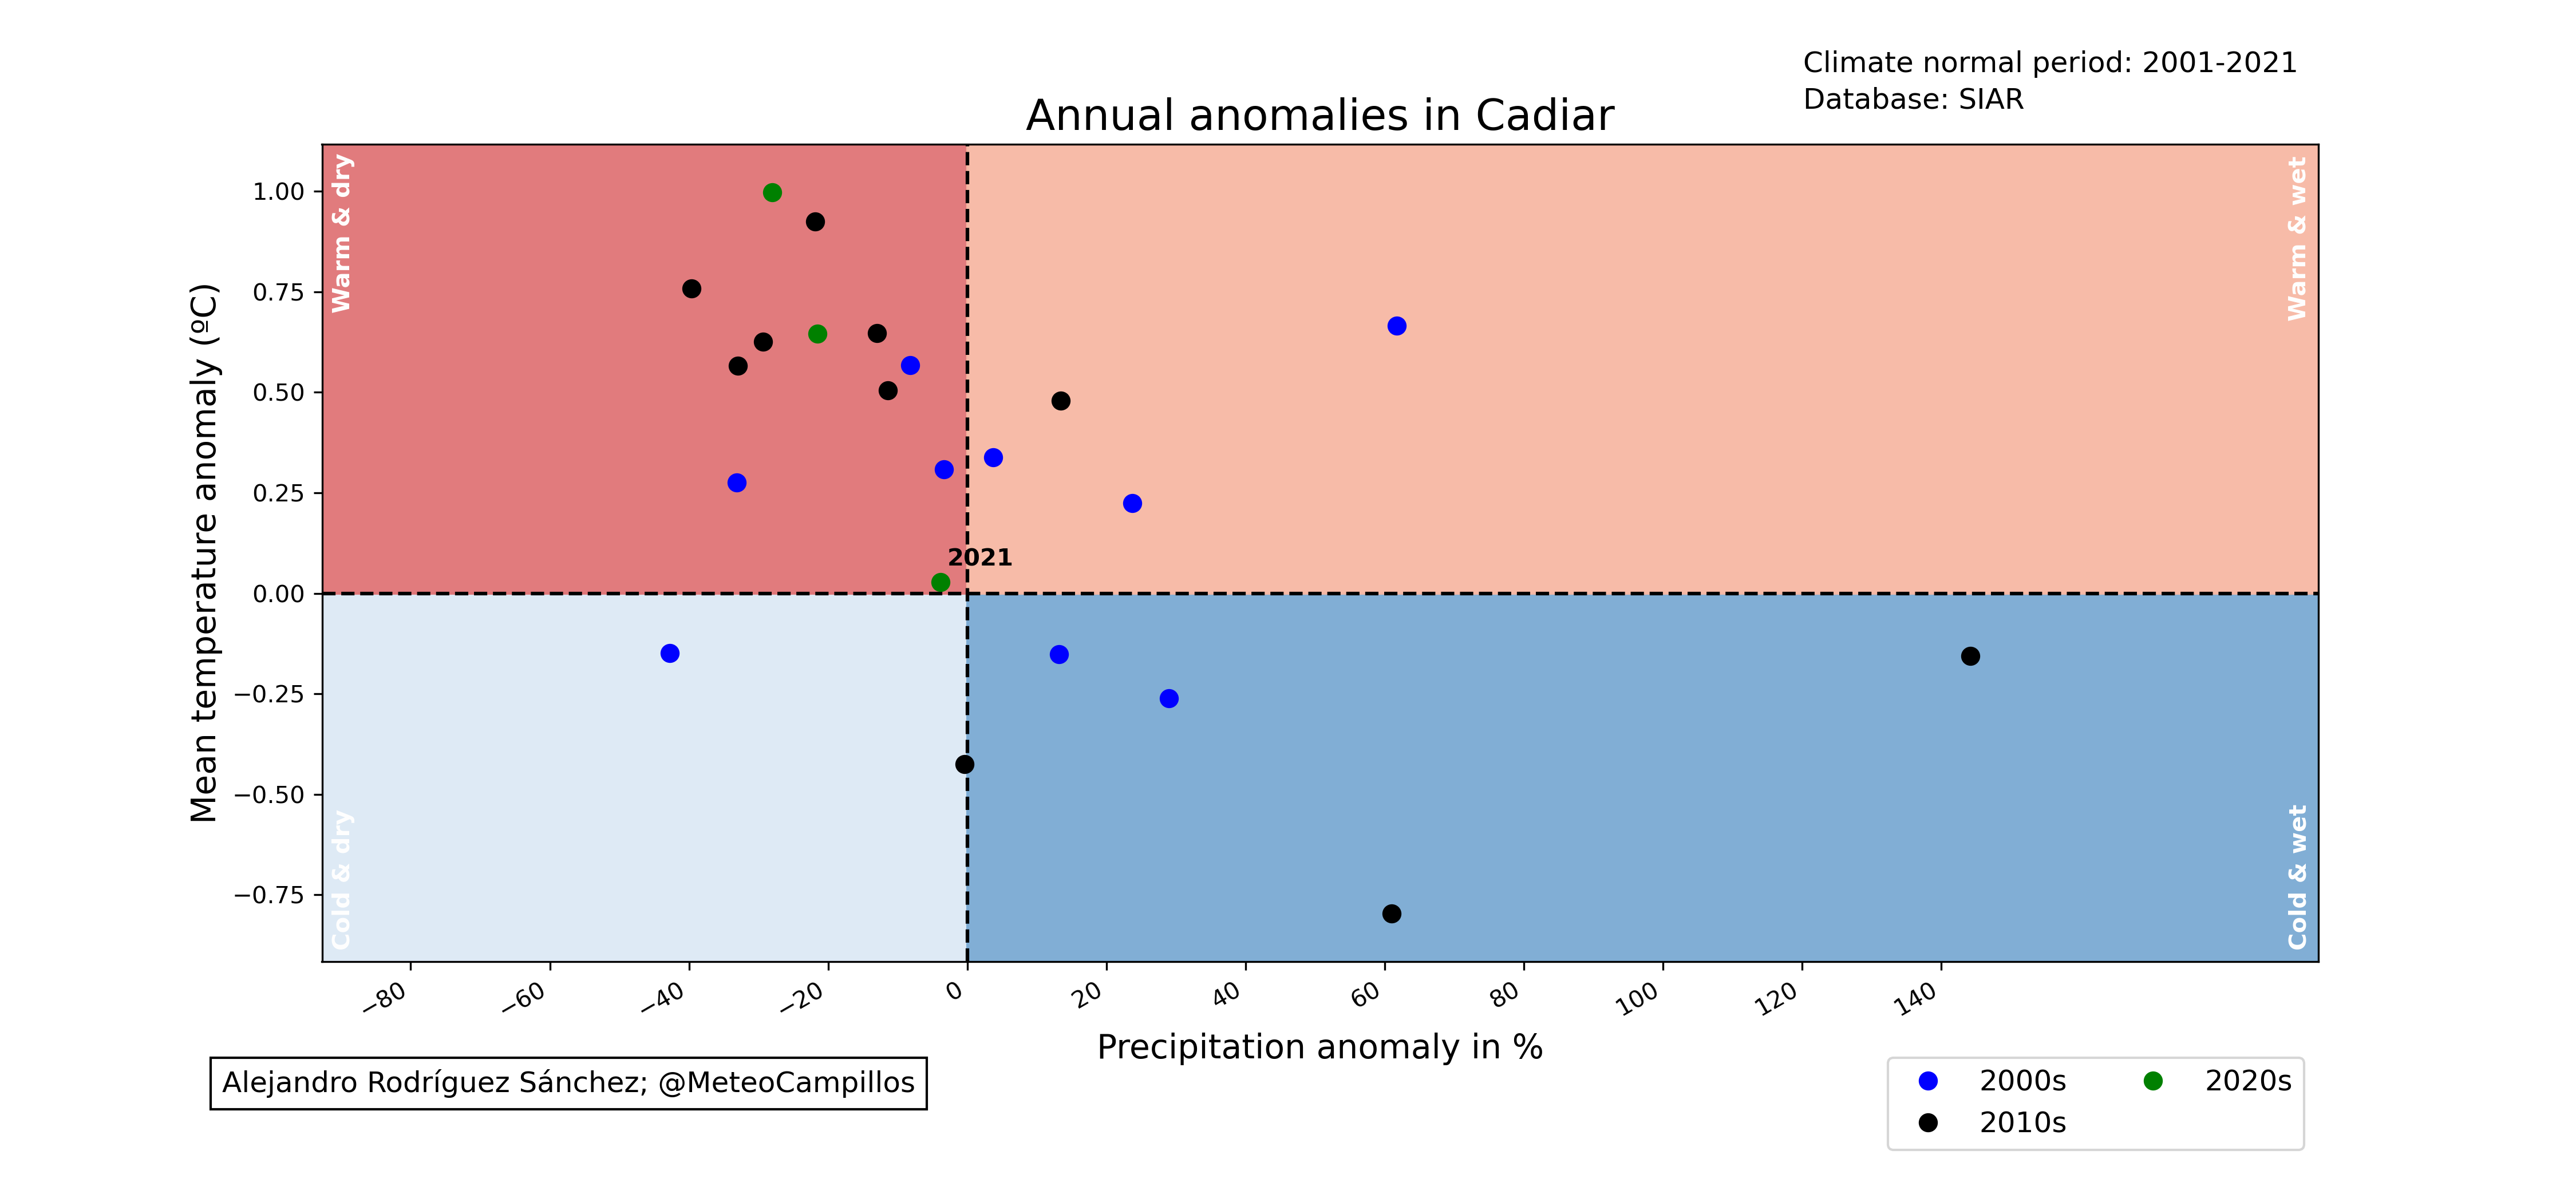 Climate normal period: 2001-2021
Database: SIAR
Annual anomalies in Cadiar
Warm & dry
Warm & wet
1.00
0.75
0.50
0.25
0.00
−0.25
−0.50
−0.75
Mean temperature anomaly (ºC)
2021
Cold & dry
Cold & wet
−80
−60
−40
−20
0
20
40
60
80
100
120
140
Precipitation anomaly in %
Alejandro Rodríguez Sánchez; @MeteoCampillos
2000s
2010s
2020s